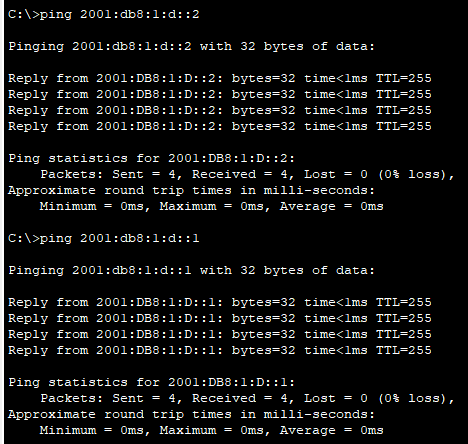 C:\>ping 2001:db8:1:d::2
Pinging 2001:db8:1:d::2 with 32 bytes of data:
Reply from 2001:DB8:1:D::2: bytes=32 time<1ms TTL=255
Reply from 2001:DB8:1:D::2: bytes=32 time<1ms TTL=255
Reply from 2001:DB8:1:D::2: bytes=32 time<1ms TTL=255
Reply from 2001:DB8:1:D::2: bytes=32 time<1ms TTL=255
Ping statistics for 2001:DB8:1:D::2:
Packets: Sent = 4, Received = 4, Lost = 0 (0% loss),
Approximate round trip times in milli-seconds:
Minimum = 0ms, Maximum = 0ms, Average = 0ms
C:\>ping 2001:db8:1:d::1
Pinging 2001:db8:1:d::1 with 32 bytes of data:
Reply from 2001:DB8:1:D::1: bytes=32 time<1ms TTL=255
Reply from 2001:DB8:1:D::1: bytes=32 time<1ms TTL=255
Reply from 2001:DB8:1:D::1: bytes=32 time<1ms TTL=255
Reply from 2001:DB8:1:D::1: bytes=32 time<1ms TTL=255
Ping statistics for 2001:DB8:1:D::1:
Packets: Sent = 4, Received = 4, Lost = 0 (0% loss),
Approximate round trip times in milli-seconds:
Minimum = 0ms, Maximum = 0ms, Average = 0ms